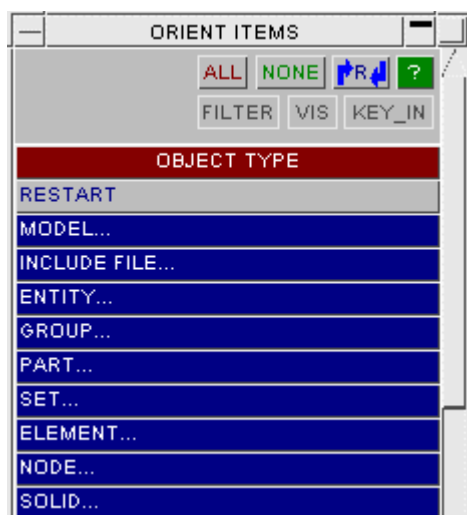 ORIENT ITEMS
ALL NONE R ?
FILTER VIS KEY_IN
OBJECT TYPE
RESTART
MODEL...
INCLUDE FILE...
ENTITY...
GROUP...
PART...
SET...
ELEMENT...
NODE...
SOLID...